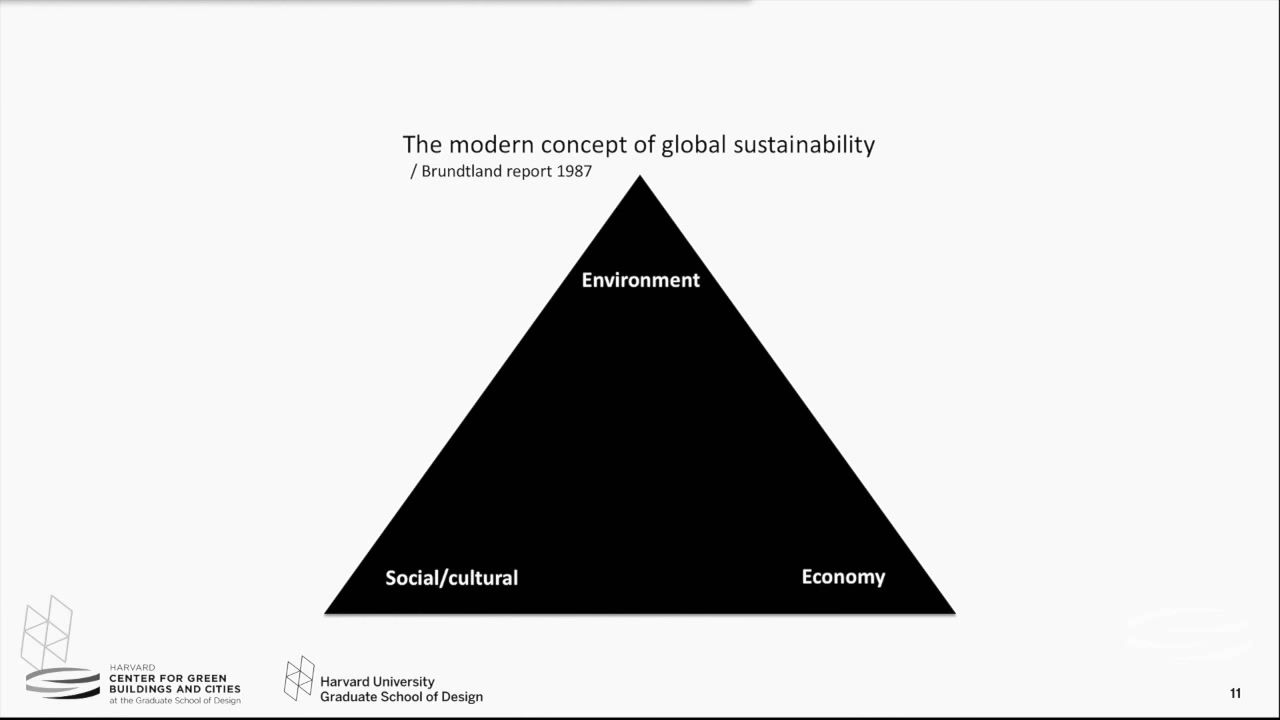 The modern concept of global sustainability
/ Brundtland report 1987
Environment
Social/cultural
Economy
HARVARD
CENTER FOR GREEN
BUILDINGS AND CITIES
at the Graduate School of Design
Harvard University
Graduate School of Design
11